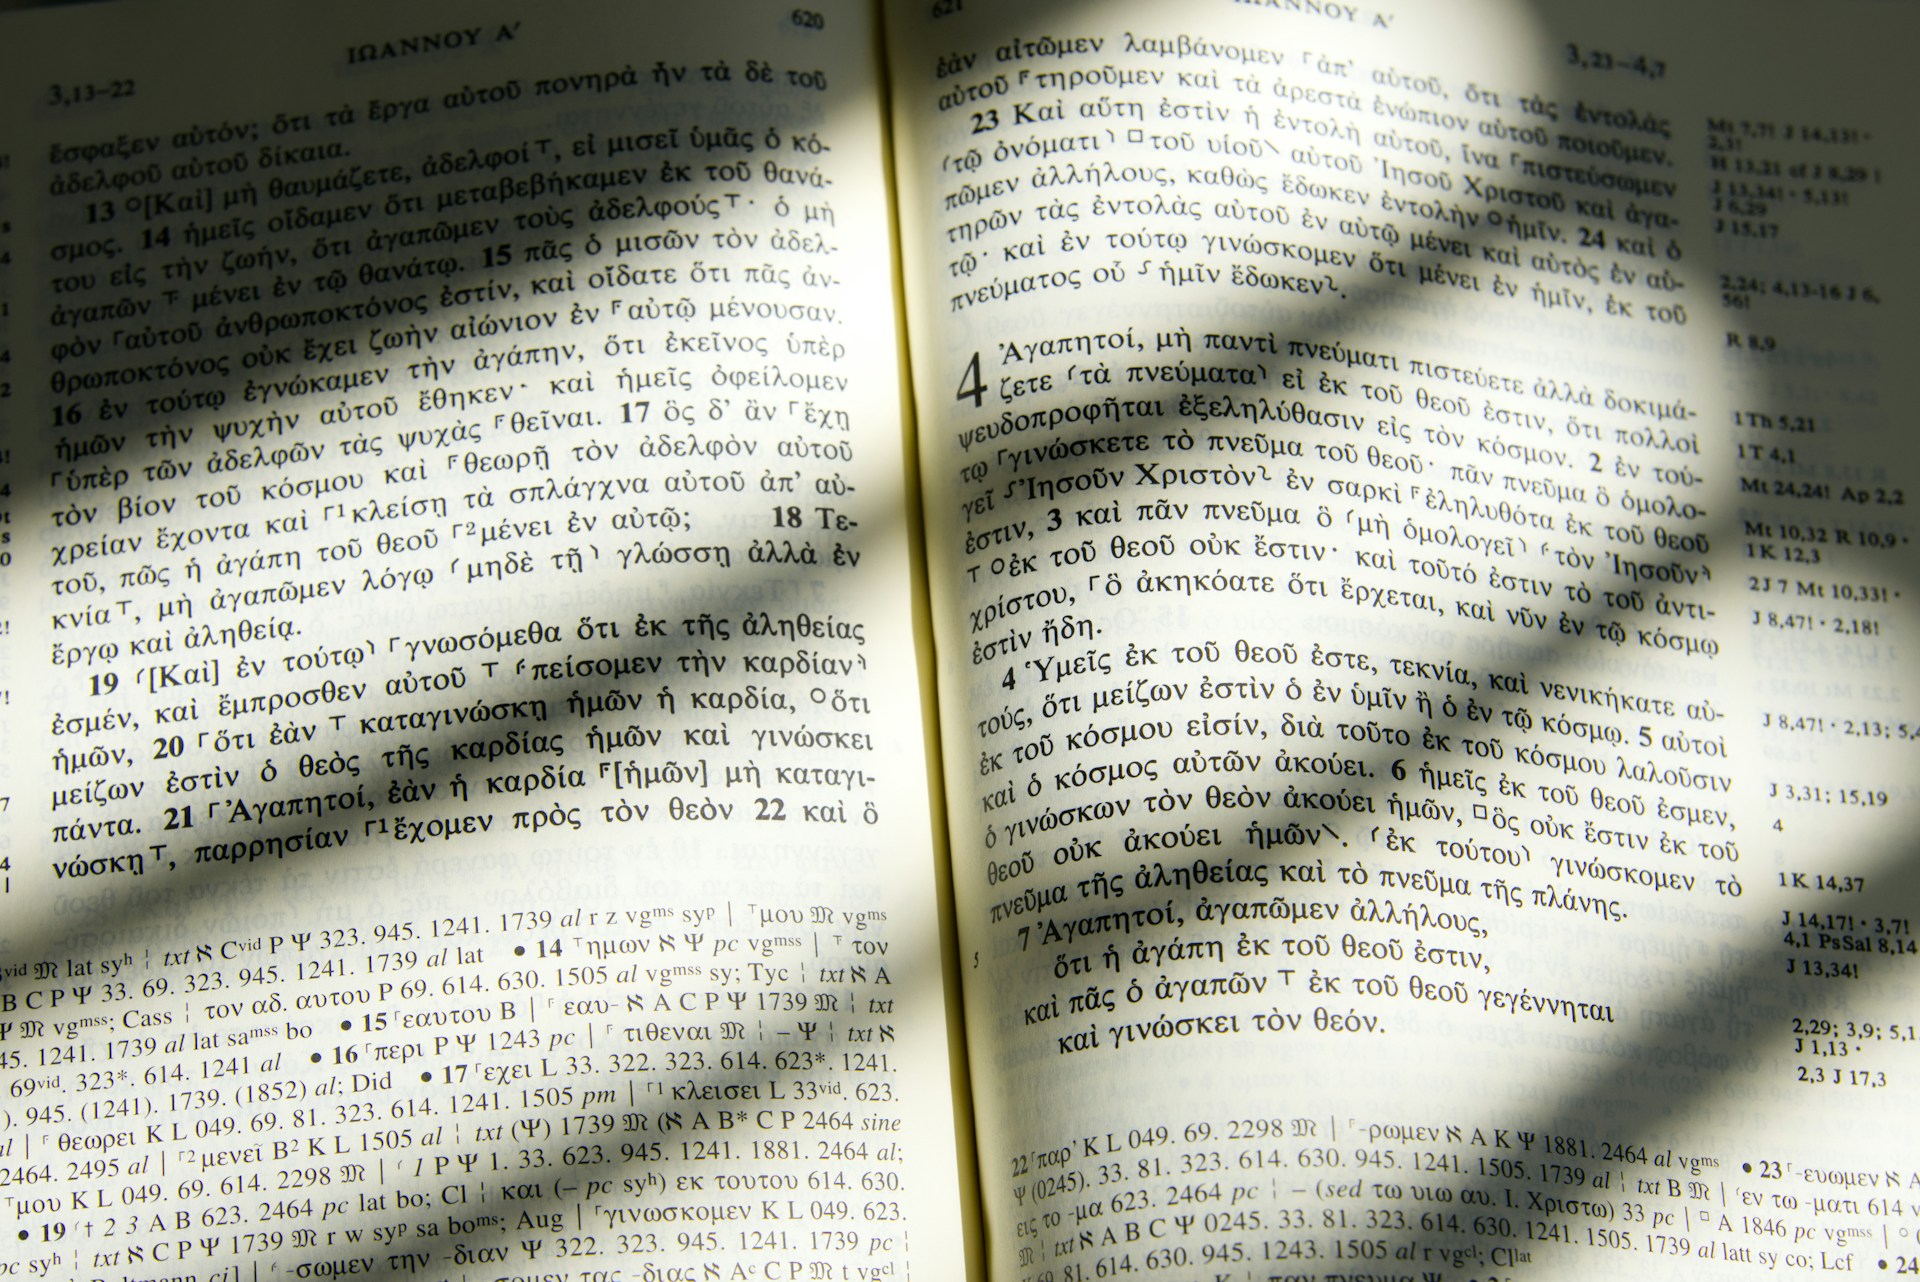 620
ΙΩΑΝΝΟΥ Α′
3,13–22
ἔσφαξεν αὐτόν; ὅτι τὰ ἔργα αὐτοῦ πονηρὰ ἦν τὰ δὲ τοῦ
ἀδελφοῦ αὐτοῦ δίκαια.
13 ⸰[Καὶ] μὴ θαυμάζετε, ἀδελφοί⸆, εἰ μισεῖ ὑμᾶς ὁ κό-
σμος. 14 ἡμεῖς οἴδαμεν ὅτι μεταβεβήκαμεν ἐκ τοῦ θανά-
του εἰς τὴν ζωήν, ὅτι ἀγαπῶμεν τοὺς ἀδελφούς⸆· ὁ μὴ
ἀγαπῶν ⸆ μένει ἐν τῷ θανάτῳ. 15 πᾶς ὁ μισῶν τὸν ἀδελ-
φὸν ⸀αὐτοῦ ἀνθρωποκτόνος ἐστίν, καὶ οἴδατε ὅτι πᾶς ἀν-
θρωποκτόνος οὐκ ἔχει ζωὴν αἰώνιον ἐν ⸀αὐτῷ μένουσαν.
16 ἐν τούτῳ ἐγνώκαμεν τὴν ἀγάπην, ὅτι ἐκεῖνος ὑπὲρ
ἡμῶν τὴν ψυχὴν αὐτοῦ ἔθηκεν· καὶ ἡμεῖς ὀφείλομεν
⸀ὑπὲρ τῶν ἀδελφῶν τὰς ψυχὰς ⸀θεῖναι. 17 ὃς δ’ ἂν ⸀ἔχῃ
τὸν βίον τοῦ κόσμου καὶ ⸀θεωρῇ τὸν ἀδελφὸν αὐτοῦ
χρείαν ἔχοντα καὶ ⸀¹κλείσῃ τὰ σπλάγχνα αὐτοῦ ἀπ’ αὐ-
τοῦ, πῶς ἡ ἀγάπη τοῦ θεοῦ ⸀²μένει ἐν αὐτῷ; 18 Τε-
κνία⸆, μὴ ἀγαπῶμεν λόγῳ ⸂μηδὲ τῇ⸃ γλώσσῃ ἀλλὰ ἐν
ἔργῳ καὶ ἀληθείᾳ.
19 ⸂[Καὶ] ἐν τούτῳ⸃ ⸀γνωσόμεθα ὅτι ἐκ τῆς ἀληθείας
ἐσμέν, καὶ ἔμπροσθεν αὐτοῦ ⸆ ⸄πείσομεν τὴν καρδίαν⸅
ἡμῶν, 20 ⸀ὅτι ἐὰν ⸆ καταγινώσκῃ ἡμῶν ἡ καρδία, ⸰ὅτι
μείζων ἐστὶν ὁ θεὸς τῆς καρδίας ἡμῶν καὶ γινώσκει
πάντα. 21 ⸀Ἀγαπητοί, ἐὰν ἡ καρδία ⸁[ἡμῶν] μὴ καταγι-
νώσκῃ⸆, παρρησίαν ⸀¹ἔχομεν πρὸς τὸν θεὸν 22 καὶ ὃ
vid 𝔐 lat syʰ ¦ txt ℵ Cᵛⁱᵈ P Ψ 323. 945. 1241. 1739 al r z vgᵐˢ syᵖ | ⸆μου 𝔐 vgᵐˢ
B C P Ψ 33. 69. 323. 945. 1241. 1739 al lat • 14 ⸆ημων ℵ Ψ pc vgᵐˢˢ | ⸆ τον
Ψ 𝔐 vgᵐˢˢ; Cass ¦ τον αδ. αυτου P 69. 614. 630. 1505 al vgᵐˢˢ sy; Tyc ¦ txt ℵ A
45. 1241. 1739 al lat saᵐˢˢ bo • 15 ⸀εαυτου B | ⸀ εαυ- ℵ A C P Ψ 1739 𝔐 ¦ txt
69ᵛⁱᵈ. 323*. 614. 1241 al • 16 ⸀περι P Ψ 1243 pc | ⸀ τιθεναι 𝔐 ¦ – Ψ ¦ txt ℵ
). 945. (1241). 1739. (1852) al; Did • 17 ⸀εχει L 33. 322. 323. 614. 623*. 1241.
al | ⸀ θεωρει K L 049. 69. 81. 323. 614. 1241. 1505 pm | ⸀¹ κλεισει L 33ᵛⁱᵈ. 623.
2464. 2495 al | ⸀² μενεῖ B² K L 1505 al ¦ txt (Ψ) 1739 𝔐 (ℵ A B* C P 2464 sine
⸆μου K L 049. 69. 614. 2298 𝔐 | ⸂ 1 P Ψ 1. 33. 623. 945. 1241. 1881. 2464 al;
• 19 ⸂† 2 3 A B 623. 2464 pc lat bo; Cl ¦ και (– pc syʰ) εκ τουτου 614. 630.
pc syʰ ¦ txt ℵ C P Ψ 1739 𝔐 r w syᵖ sa boᵐˢ; Aug | ⸀γινωσκομεν K L 049. 623.
cj] | ⸄ -σωμεν την -διαν Ψ 322. 323. 945. 1241. 1739 pc ¦
-σομεν τας -διας ℵ Aᶜ C P 𝔐 t vgᶜˡ ¦
621
ΙΩΑΝΝΟΥ Α′
3,23–4,7
ἐὰν αἰτῶμεν λαμβάνομεν ⸀ἀπ’ αὐτοῦ, ὅτι τὰς ἐντολὰς
αὐτοῦ ⸀τηροῦμεν καὶ τὰ ἀρεστὰ ἐνώπιον αὐτοῦ ποιοῦμεν.
23 Καὶ αὕτη ἐστὶν ἡ ἐντολὴ αὐτοῦ, ἵνα ⸀πιστεύσωμεν
⸂τῷ ὀνόματι⸃ ⸋τοῦ υἱοῦ⸌ αὐτοῦ Ἰησοῦ Χριστοῦ καὶ ἀγα-
πῶμεν ἀλλήλους, καθὼς ἔδωκεν ἐντολὴν ⸰ἡμῖν. 24 καὶ ὁ
τηρῶν τὰς ἐντολὰς αὐτοῦ ἐν αὐτῷ μένει καὶ αὐτὸς ἐν αὐ-
τῷ· καὶ ἐν τούτῳ γινώσκομεν ὅτι μένει ἐν ἡμῖν, ἐκ τοῦ
πνεύματος οὗ ⸉ἡμῖν ἔδωκεν⸊.
4 Ἀγαπητοί, μὴ παντὶ πνεύματι πιστεύετε ἀλλὰ δοκιμά-
ζετε ⸂τὰ πνεύματα⸃ εἰ ἐκ τοῦ θεοῦ ἐστιν, ὅτι πολλοὶ
ψευδοπροφῆται ἐξεληλύθασιν εἰς τὸν κόσμον. 2 ἐν τού-
τῳ ⸀γινώσκετε τὸ πνεῦμα τοῦ θεοῦ· πᾶν πνεῦμα ὃ ὁμολο-
γεῖ ⸉Ἰησοῦν Χριστὸν⸊ ἐν σαρκὶ ⸀ἐληλυθότα ἐκ τοῦ θεοῦ
ἐστιν, 3 καὶ πᾶν πνεῦμα ὃ ⸂μὴ ὁμολογεῖ⸃ ⸄τὸν Ἰησοῦν⸅
⸆ ⸰ἐκ τοῦ θεοῦ οὐκ ἔστιν· καὶ τοῦτό ἐστιν τὸ τοῦ ἀντι-
χρίστου, ⸀ὃ ἀκηκόατε ὅτι ἔρχεται, καὶ νῦν ἐν τῷ κόσμῳ
ἐστὶν ἤδη.
4 Ὑμεῖς ἐκ τοῦ θεοῦ ἐστε, τεκνία, καὶ νενικήκατε αὐ-
τούς, ὅτι μείζων ἐστὶν ὁ ἐν ὑμῖν ἢ ὁ ἐν τῷ κόσμῳ. 5 αὐτοὶ
ἐκ τοῦ κόσμου εἰσίν, διὰ τοῦτο ἐκ τοῦ κόσμου λαλοῦσιν
καὶ ὁ κόσμος αὐτῶν ἀκούει. 6 ἡμεῖς ἐκ τοῦ θεοῦ ἐσμεν,
ὁ γινώσκων τὸν θεὸν ἀκούει ἡμῶν, ⸋ὃς οὐκ ἔστιν ἐκ τοῦ
θεοῦ οὐκ ἀκούει ἡμῶν⸌. ⸂ἐκ τούτου⸃ γινώσκομεν τὸ
πνεῦμα τῆς ἀληθείας καὶ τὸ πνεῦμα τῆς πλάνης.
7 Ἀγαπητοί, ἀγαπῶμεν ἀλλήλους,
ὅτι ἡ ἀγάπη ἐκ τοῦ θεοῦ ἐστιν,
καὶ πᾶς ὁ ἀγαπῶν ⸆ ἐκ τοῦ θεοῦ γεγέννηται
καὶ γινώσκει τὸν θεόν.
5
Mt 7,7! J 14,13! ·
2,3!
H 13,21 cf J 8,29!
J 13,34! · 5,13!
J 6,29
J 15,17
2,24; 4,13-16 J 6,
56!
R 8,9
1 Th 5,21
1 T 4,1
Mt 24,24! Ap 2,2
Mt 10,32 R 10,9 ·
1 K 12,3
2 J 7 Mt 10,33! ·
J 8,47! · 2,18!
J 8,47! · 2,13; 5,4
J 3,31; 15,19
4
1 K 14,37
J 14,17! · 3,7!
4,1 PsSal 8,14
J 13,34!
2,29; 3,9; 5,1
J 1,13 ·
2,3 J 17,3
22 ⸀παρ’ K L 049. 69. 2298 𝔐 | ⸀-ρωμεν ℵ A K Ψ 1881. 2464 al vgᵐˢ • 23 ⸀-ευωμεν ℵ A
Ψ (0245). 33. 81. 323. 614. 630. 945. 1241. 1505. 1739 al ¦ txt B 𝔐 | ⸂εν τω -ματι 614
εις το -μα 623. 2464 pc ¦ – (sed τω υιω αυ. Ι. Χριστω) 33 pc | ⸋ A 1846 pc vgᵐˢˢ | ⸰
𝔐 ¦ txt ℵ A B C Ψ 0245. 33. 81. 323. 614. 630. 1241. 1505. 1739 al latt sy co; Lcf • 24
81. 614. 630. 945. 1243. 1505 al r vgᶜˡ; Clˡᵃᵗ
παν πνευμα Ψ